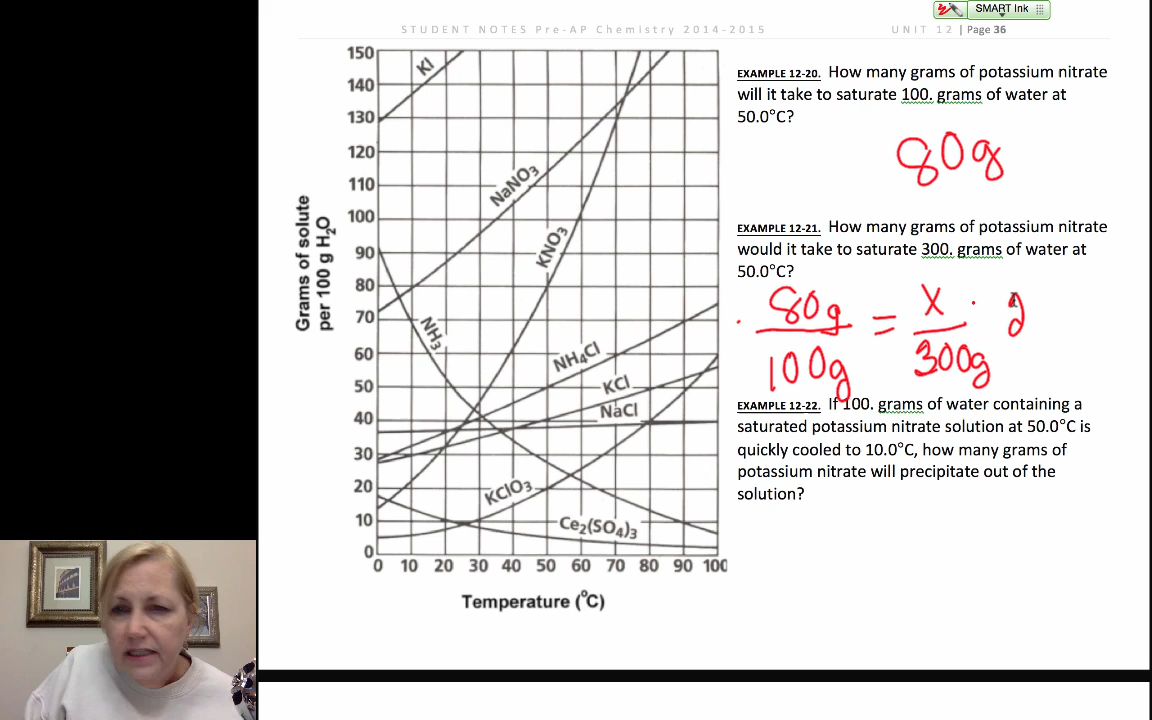 SMART Ink
STUDENT NOTES Pre-AP Chemistry 2014-2015
UNIT 12 | Page 36
150
140
130
120
110
100
90
80
70
60
50
40
30
20
10
0
Grams of solute
per 100 g H₂O
KI
NaNO₃
KNO₃
NH₃
NH₄Cl
KCl
NaCl
KClO₃
Ce₂(SO₄)₃
0 10 20 30 40 50 60 70 80 90 100
Temperature (°C)
EXAMPLE 12-20. How many grams of potassium nitrate
will it take to saturate 100. grams of water at
50.0°C?
80g
EXAMPLE 12-21. How many grams of potassium nitrate
would it take to saturate 300. grams of water at
50.0°C?
80g = X
100g 300g
EXAMPLE 12-22. If 100. grams of water containing a
saturated potassium nitrate solution at 50.0°C is
quickly cooled to 10.0°C, how many grams of
potassium nitrate will precipitate out of the
solution?